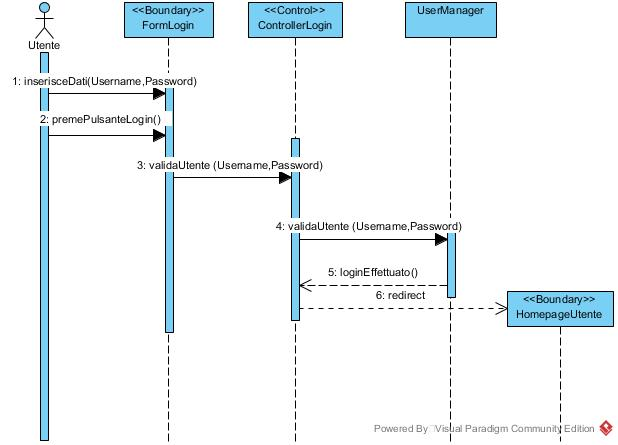 <<Boundary>>
FormLogin
<<Control>>
ControllerLogin
UserManager
Utente
1: inserisceDati(Username,Password)
2: premePulsanteLogin()
3: validaUtente (Username,Password)
4: validaUtente (Username,Password)
5: loginEffettuato()
6: redirect
<<Boundary>>
HomepageUtente
Powered By Visual Paradigm Community Edition